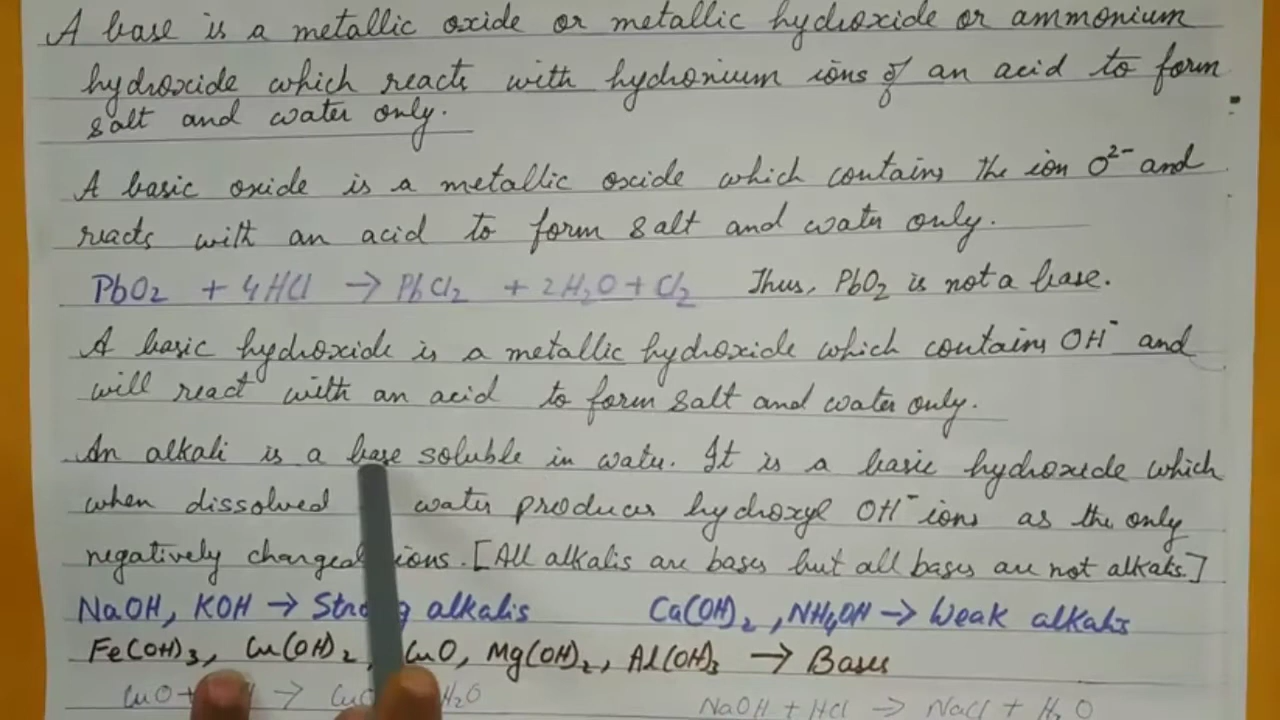 A base is a metallic oxide or metallic hydroxide or ammonium
hydroxide which reacts with hydronium ions of an acid to form
salt and water only.
A basic oxide is a metallic oxide which contains the ion O²⁻ and
reacts with an acid to form salt and water only.
PbO₂ + 4HCl → PbCl₂ + 2H₂O + Cl₂ Thus, PbO₂ is not a base.
A basic hydroxide is a metallic hydroxide which contains OH⁻ and
will react with an acid to form salt and water only.
An alkali is a base soluble in water. It is a basic hydroxide which
when dissolved water produces hydroxyl OH⁻ ions as the only
negatively charged ions. [All alkalis are bases but all bases are not alkalis.]
NaOH, KOH → Strong alkalis Ca(OH)₂, NH₄OH → Weak alkalis
Fe(OH)₃, Cu(OH)₂, CuO, Mg(OH)₂, Al(OH)₃ → Bases
CuO + → H₂O NaOH + HCl → NaCl + H₂O